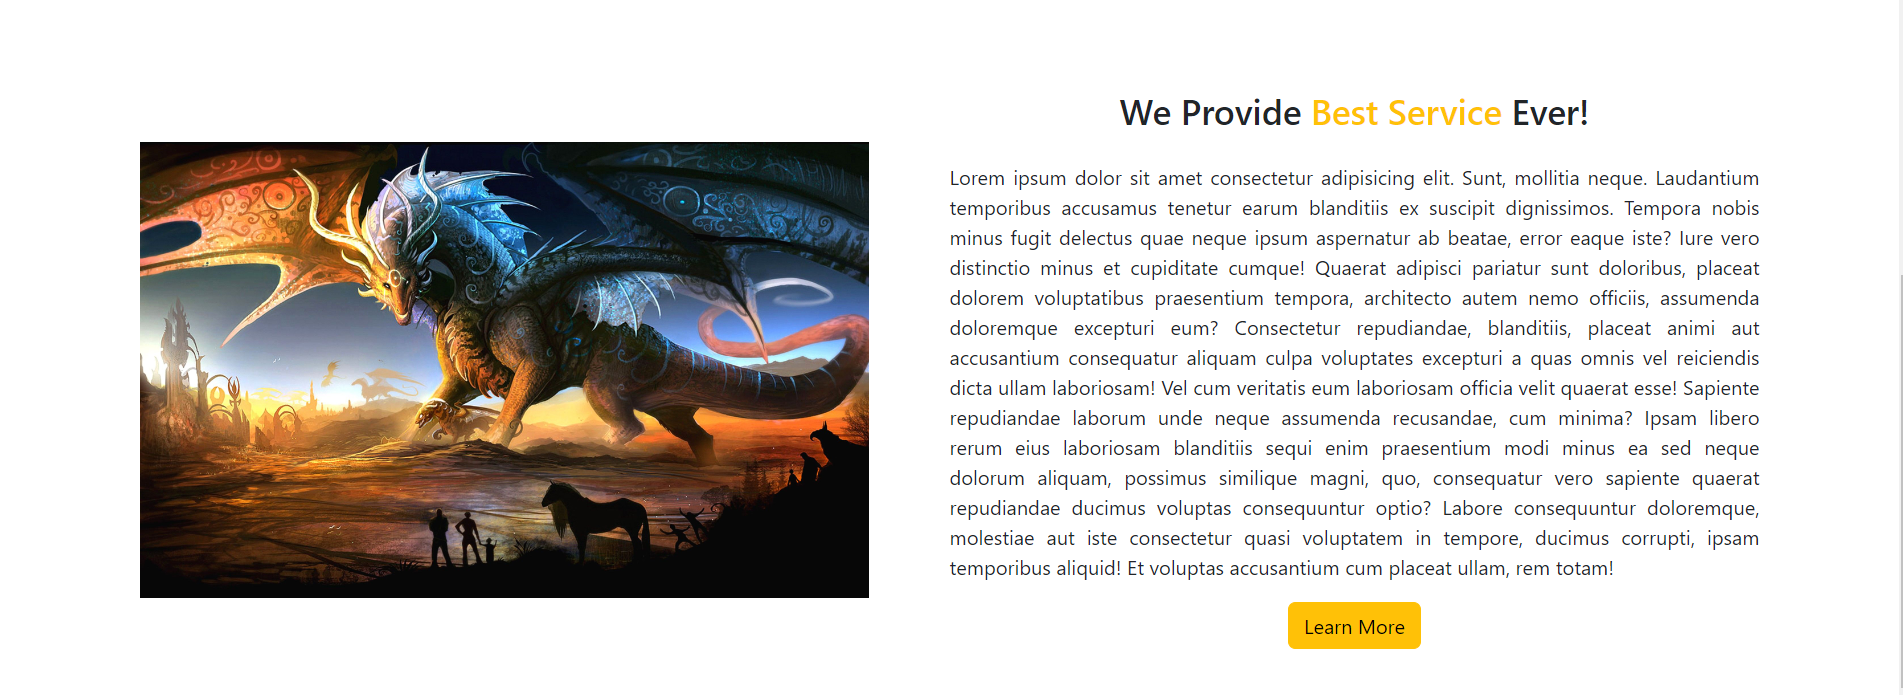 We Provide Best Service Ever!
Lorem ipsum dolor sit amet consectetur adipisicing elit. Sunt, mollitia neque. Laudantium
temporibus accusamus tenetur earum blanditiis ex suscipit dignissimos. Tempora nobis
minus fugit delectus quae neque ipsum aspernatur ab beatae, error eaque iste? Iure vero
distinctio minus et cupiditate cumque! Quaerat adipisci pariatur sunt doloribus, placeat
dolorem voluptatibus praesentium tempora, architecto autem nemo officiis, assumenda
doloremque excepturi eum? Consectetur repudiandae, blanditiis, placeat animi aut
accusantium consequatur aliquam culpa voluptates excepturi a quas omnis vel reiciendis
dicta ullam laboriosam! Vel cum veritatis eum laboriosam officia velit quaerat esse! Sapiente
repudiandae laborum unde neque assumenda recusandae, cum minima? Ipsam libero
rerum eius laboriosam blanditiis sequi enim praesentium modi minus ea sed neque
dolorum aliquam, possimus similique magni, quo, consequatur vero sapiente quaerat
repudiandae ducimus voluptas consequuntur optio? Labore consequuntur doloremque,
molestiae aut iste consectetur quasi voluptatem in tempore, ducimus corrupti, ipsam
temporibus aliquid! Et voluptas accusantium cum placeat ullam, rem totam!
Learn More